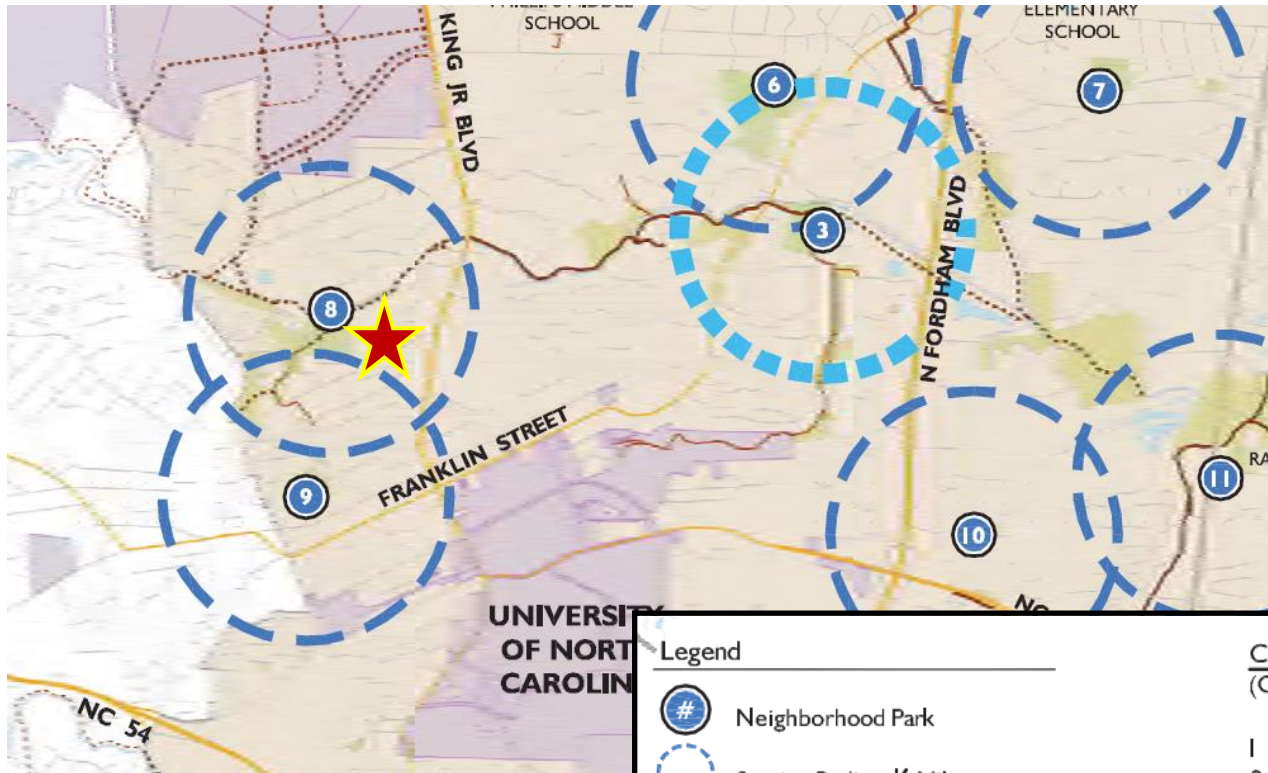 SCHOOL
ELEMENTARY
SCHOOL
KING JR BLVD
6
7
3
N FORDHAM BLVD
8
FRANKLIN STREET
9
11
10
UNIVERSITY
OF NORT
CAROLIN
NC 54
Legend
#
Neighborhood Park